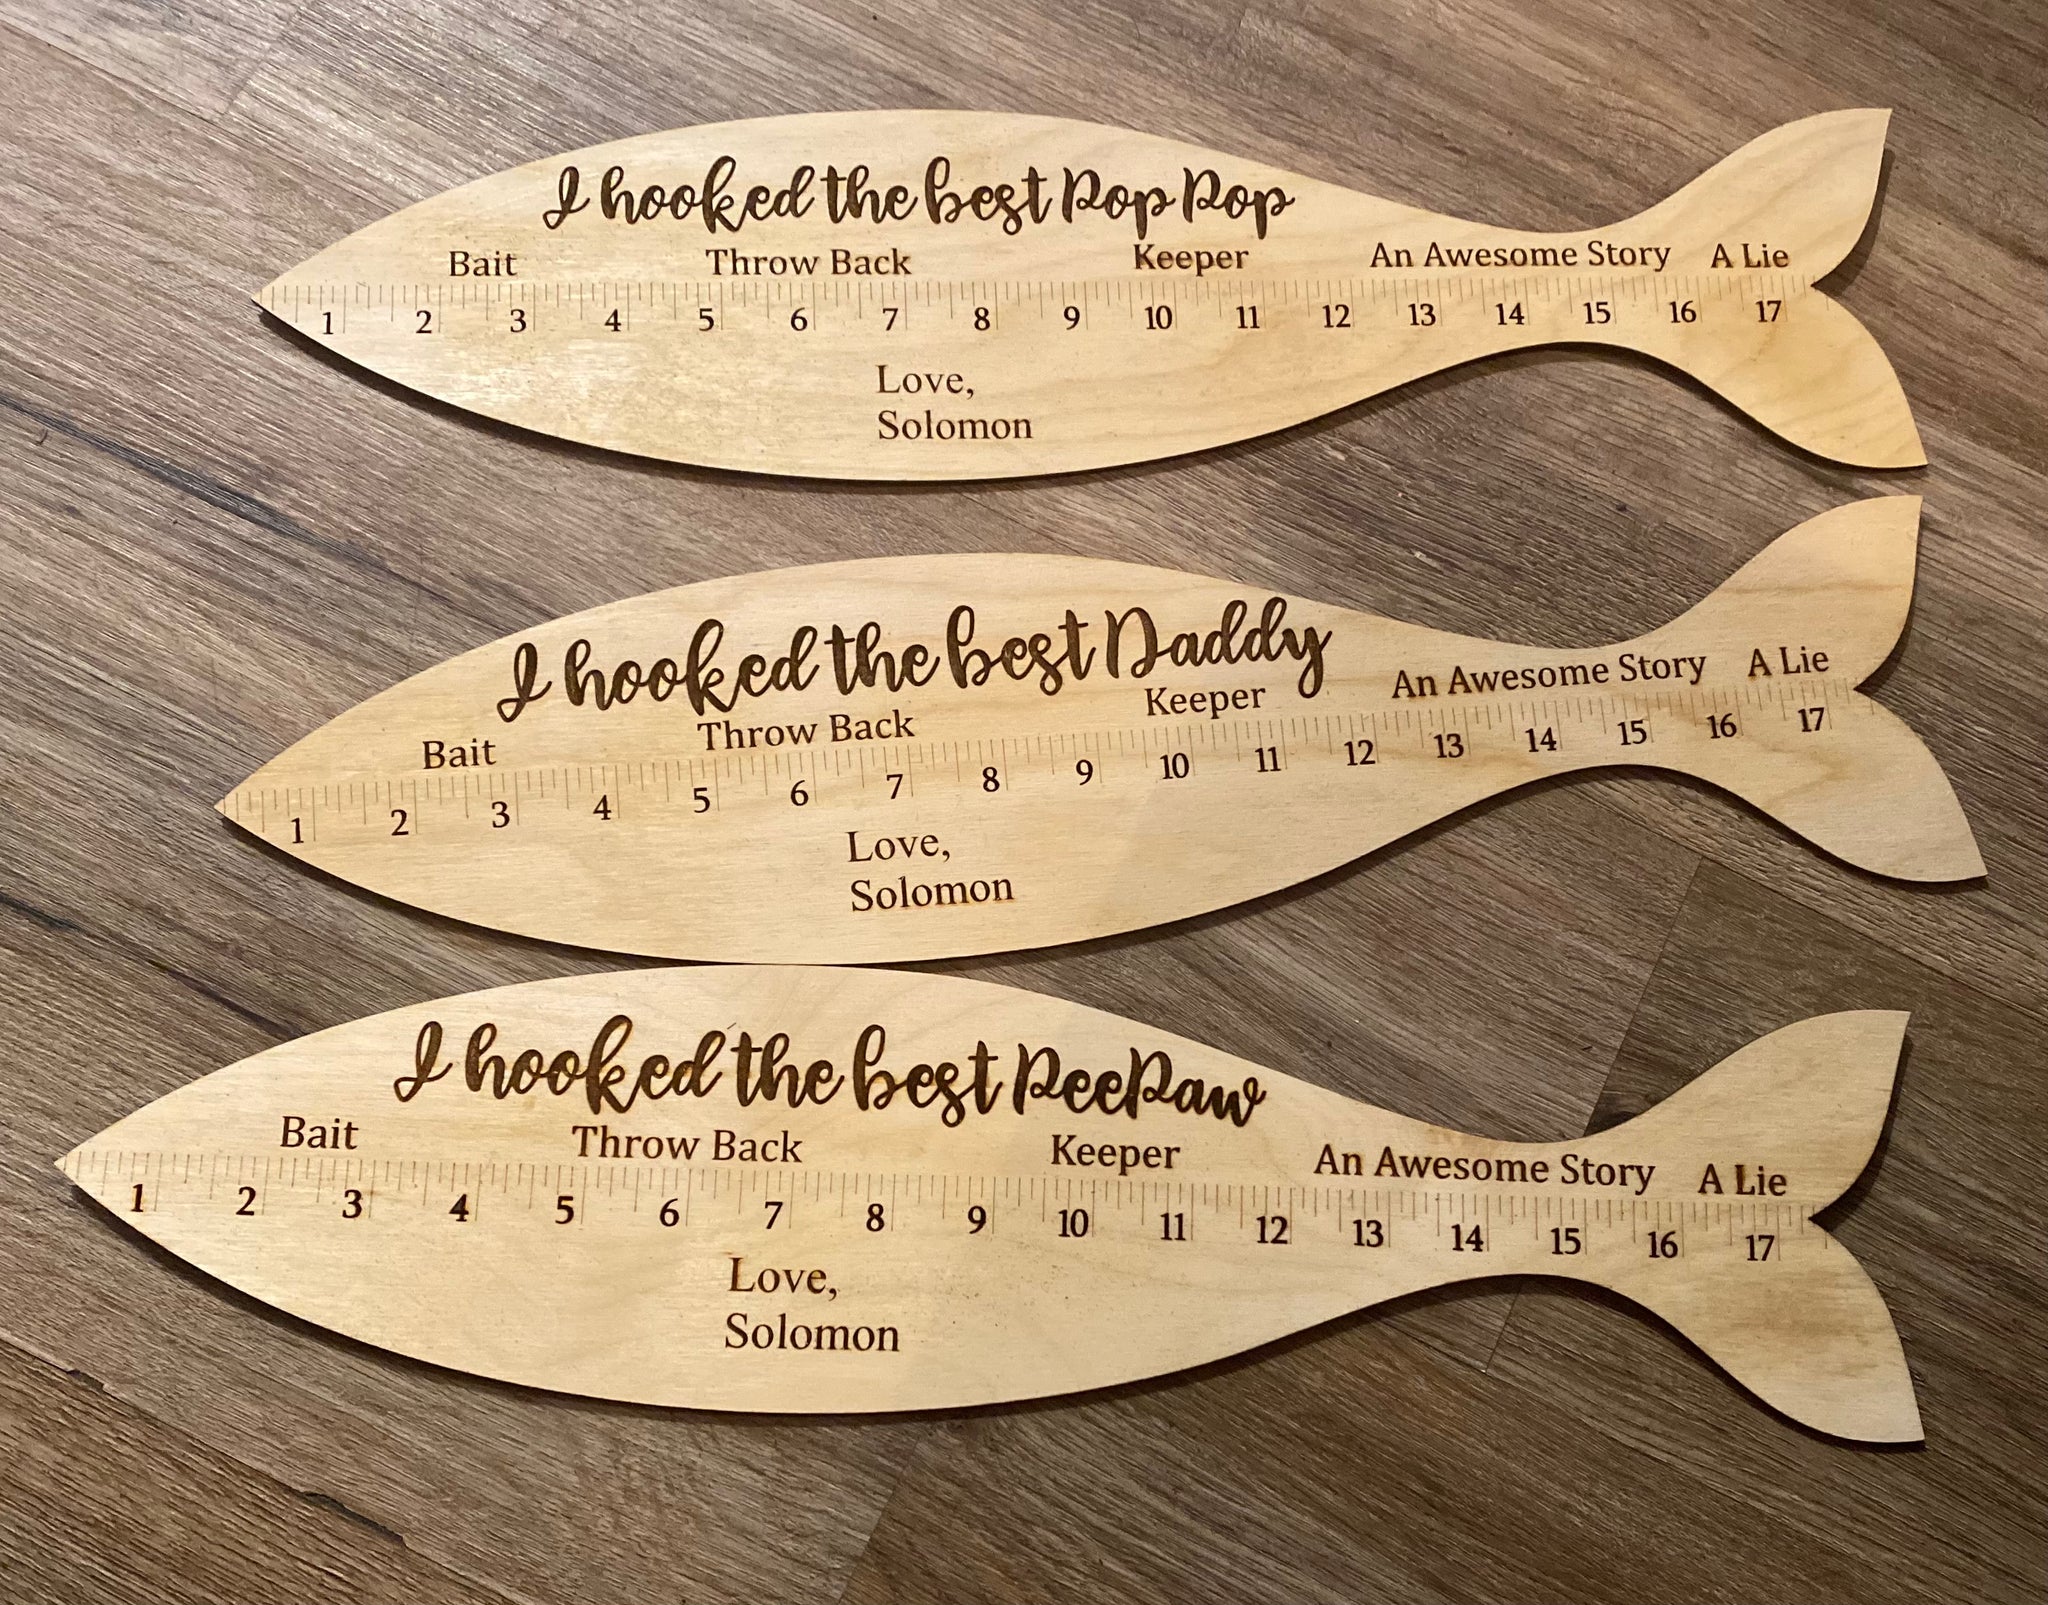 I hooked the best Pop Pop
Bait Throw Back Keeper An Awesome Story A Lie
1 2 3 4 5 6 7 8 9 10 11 12 13 14 15 16 17
Love,
Solomon
I hooked the best Daddy
Bait Throw Back Keeper An Awesome Story A Lie
1 2 3 4 5 6 7 8 9 10 11 12 13 14 15 16 17
Love,
Solomon
I hooked the best PeePaw
Bait Throw Back Keeper An Awesome Story A Lie
1 2 3 4 5 6 7 8 9 10 11 12 13 14 15 16 17
Love,
Solomon